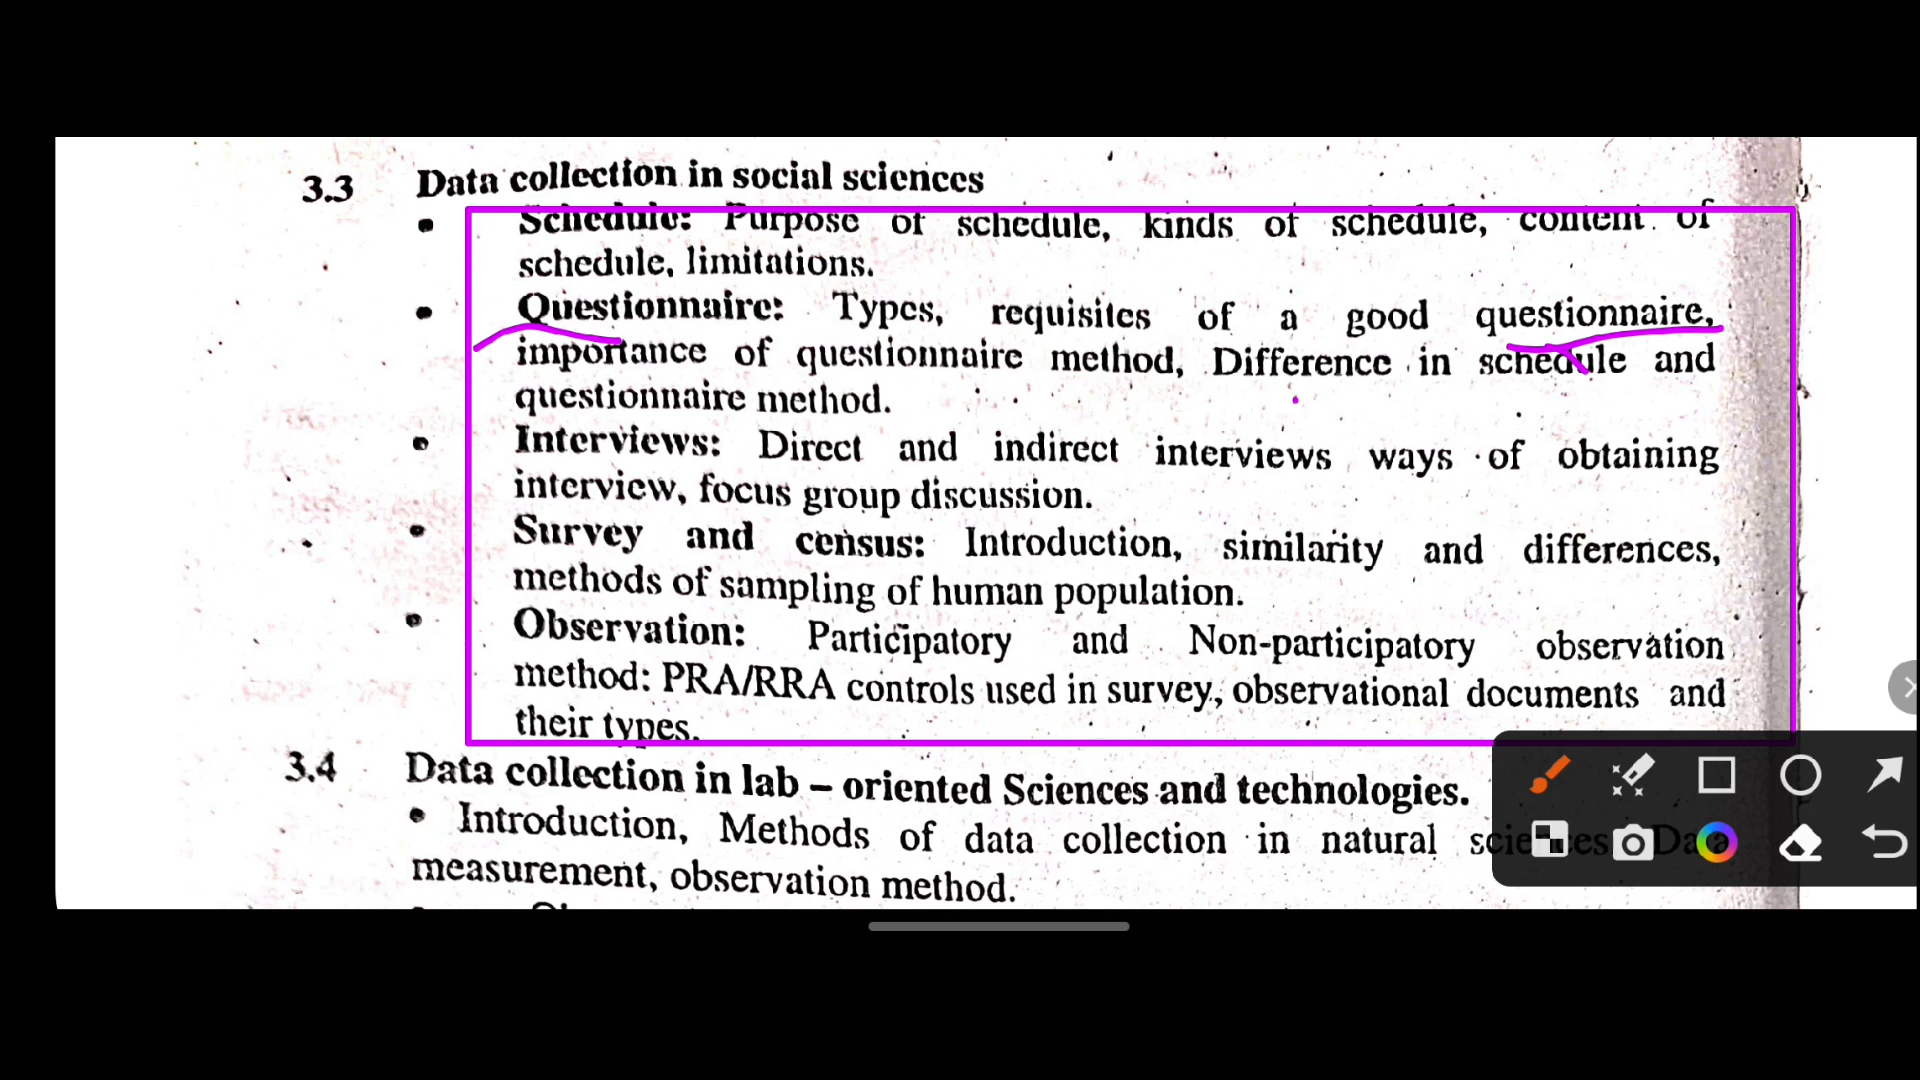 3.3 Data collection in social sciences
• Schedule: Purpose of schedule, kinds of schedule, content of
schedule, limitations.
• Questionnaire: Types, requisites of a good questionnaire,
importance of questionnaire method, Difference in schedule and
questionnaire method.
• Interviews: Direct and indirect interviews ways of obtaining
interview, focus group discussion.
• Survey and census: Introduction, similarity and differences,
methods of sampling of human population.
• Observation: Participatory and Non-participatory observation
method: PRA/RRA controls used in survey, observational documents and
their types.
3.4 Data collection in lab – oriented Sciences and technologies.
• Introduction, Methods of data collection in natural sciences, Data
measurement, observation method.